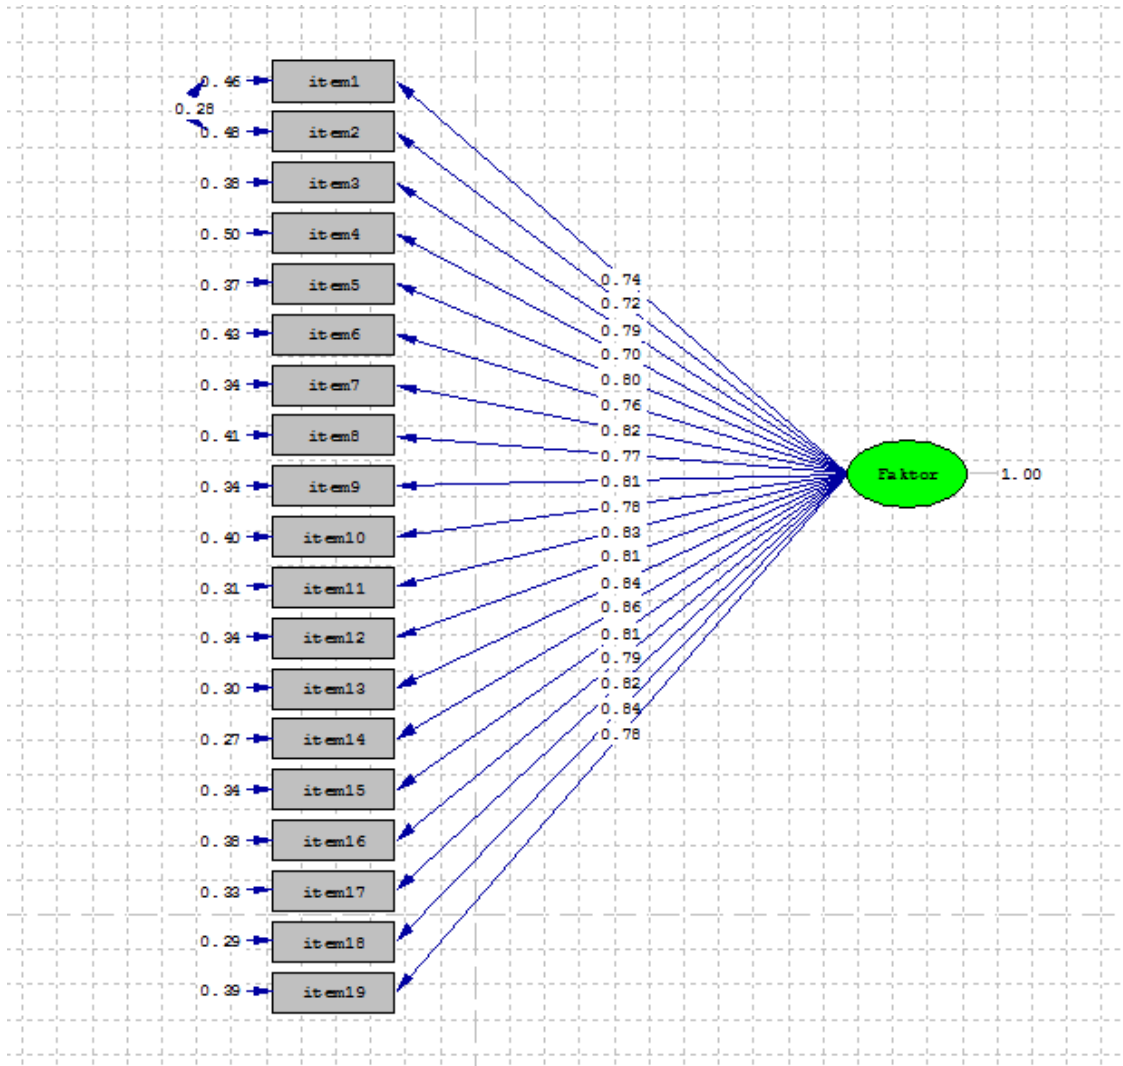 0.46 item1
0.28
0.48 item2
0.38 item3
0.50 item4
0.37 item5
0.43 item6
0.34 item7
0.41 item8
0.34 item9
0.40 item10
0.31 item11
0.34 item12
0.30 item13
0.27 item14
0.34 item15
0.38 item16
0.33 item17
0.29 item18
0.39 item19
0.74
0.72
0.79
0.70
0.80
0.76
0.82
0.77
0.81
0.78
0.83
0.81
0.84
0.86
0.81
0.79
0.82
0.84
0.78
Faktor 1.00